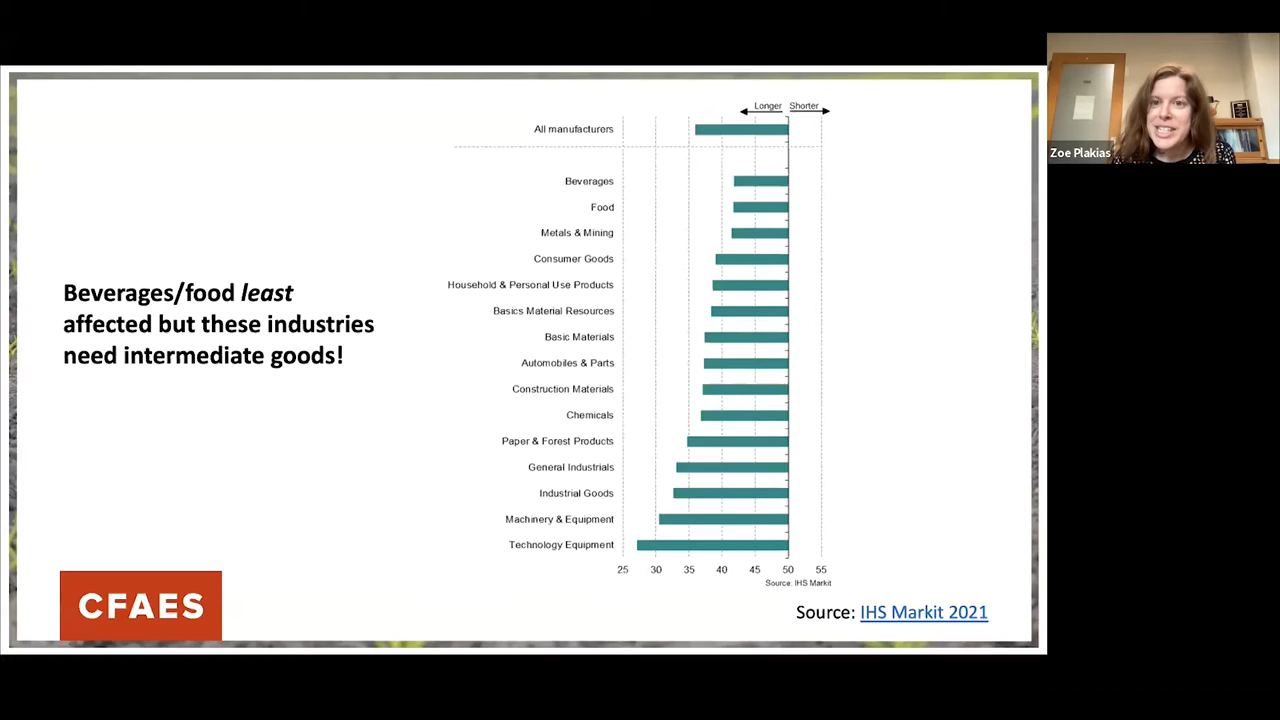 Longer Shorter
All manufacturers
Beverages
Food
Metals & Mining
Consumer Goods
Household & Personal Use Products
Basics Material Resources
Basic Materials
Automobiles & Parts
Construction Materials
Chemicals
Paper & Forest Products
General Industrials
Industrial Goods
Machinery & Equipment
Technology Equipment
25 30 35 40 45 50 55
Source: IHS Markit
Beverages/food least
affected but these industries
need intermediate goods!
CFAES
Source: IHS Markit 2021
Zoe Plakias